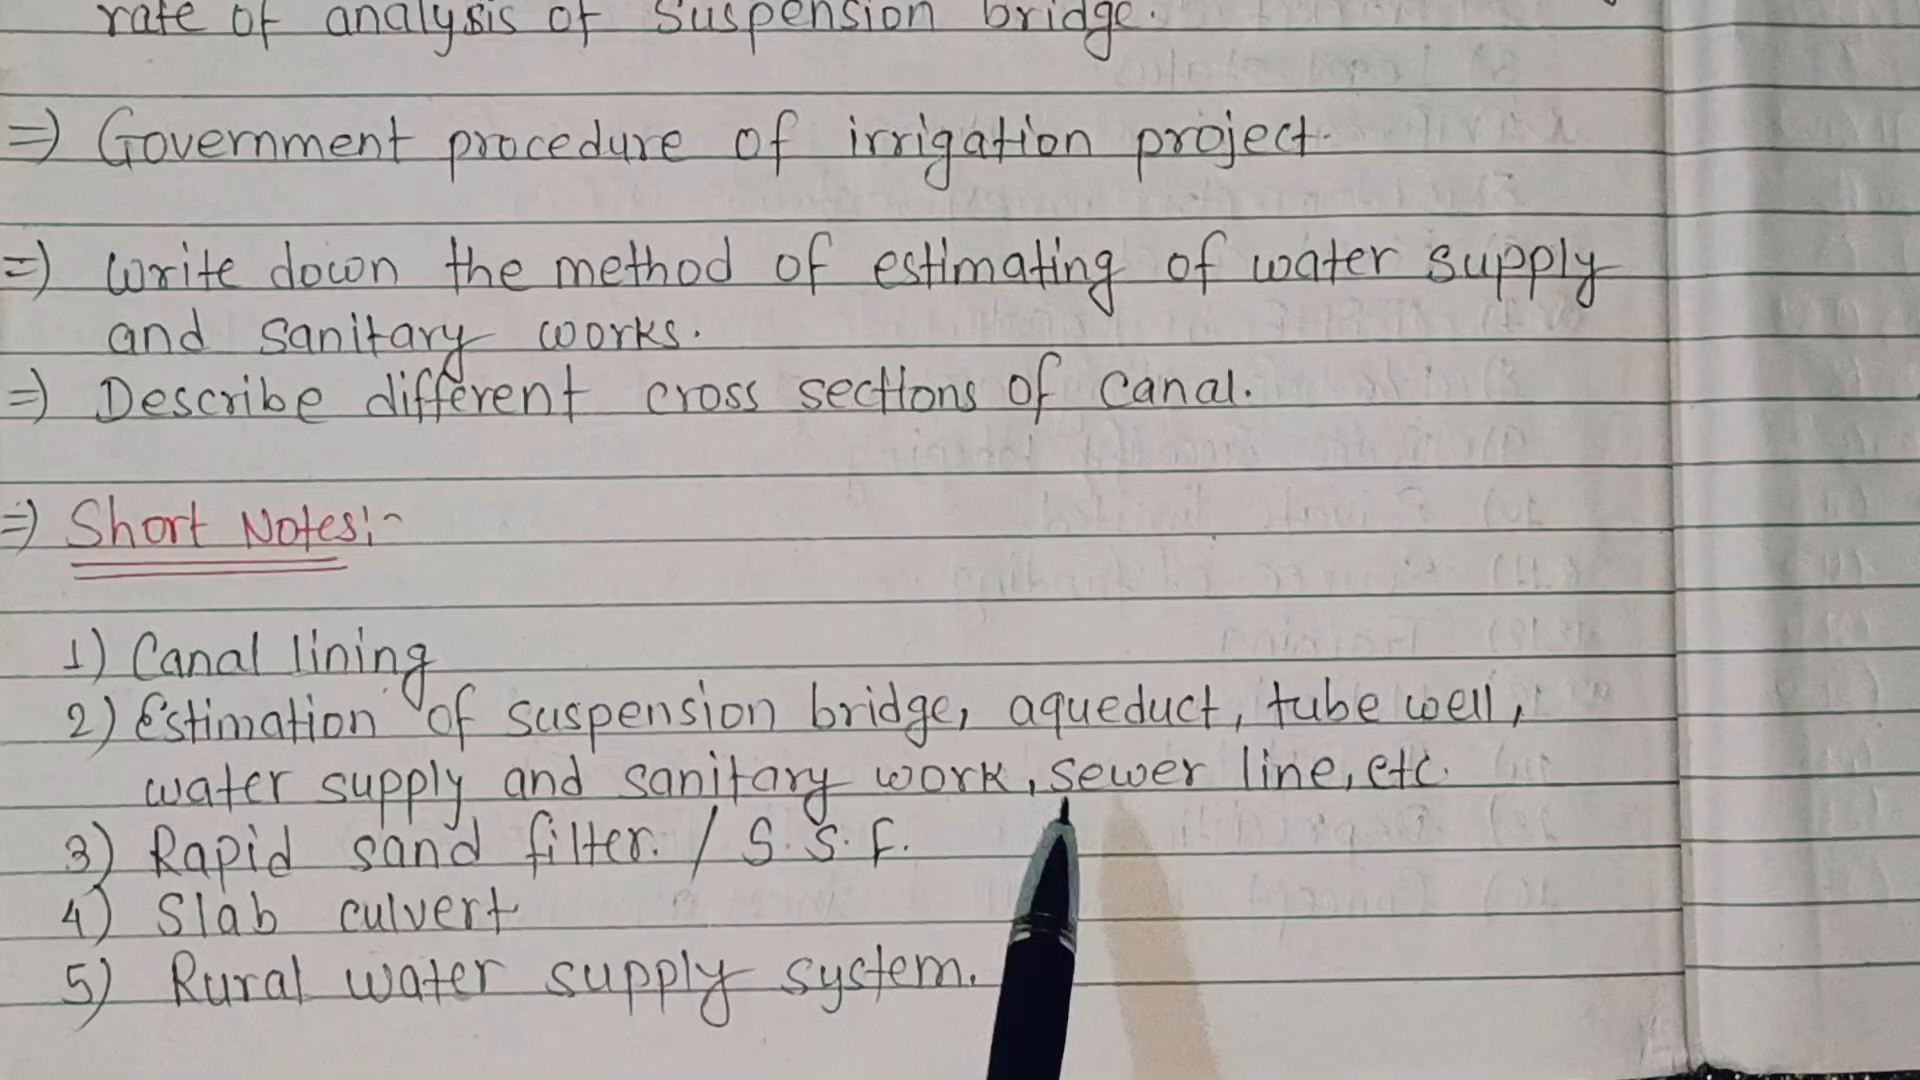 rate of analysis of suspension bridge.
=) Government procedure of irrigation project.
=) Write down the method of estimating of water supply
and sanitary works.
=) Describe different cross sections of canal.
=) Short Notes:-
1) Canal lining
2) Estimation of suspension bridge, aqueduct, tube well,
water supply and sanitary work, sewer line, etc.
3) Rapid sand filter. / S.S.F.
4) Slab culvert
5) Rural water supply system.